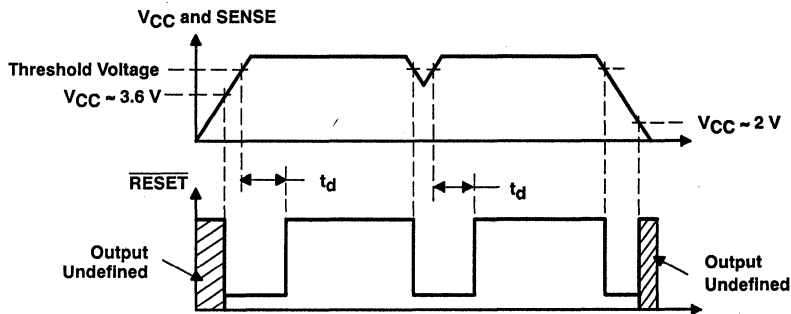 VCC and SENSE
Threshold Voltage
VCC ~ 3.6 V
VCC ~ 2 V
RESET
td
td
Output
Undefined
Output
Undefined